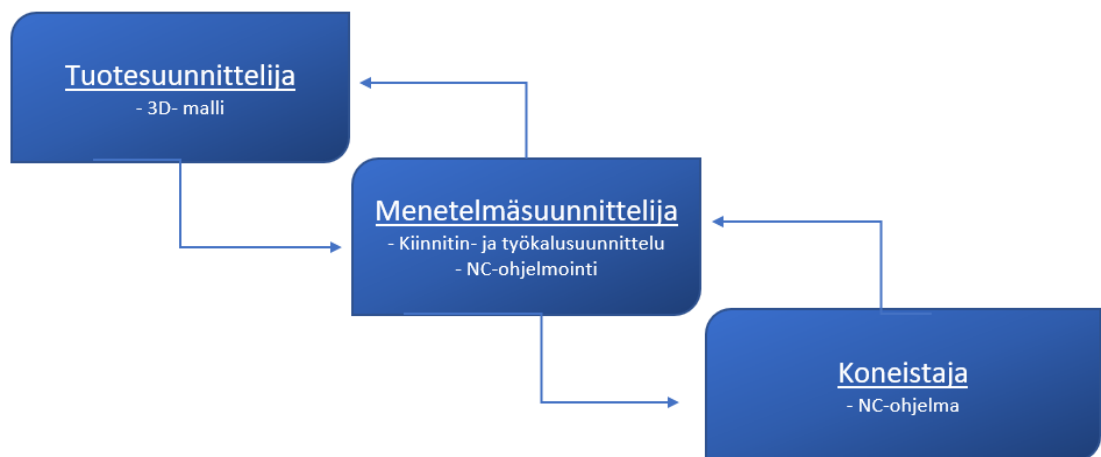 Tuotesuunnittelija
- 3D- malli
Menetelmäsuunnittelija
- Kiinnitin- ja työkalusuunnittelu
- NC-ohjelmointi
Koneistaja
- NC-ohjelma